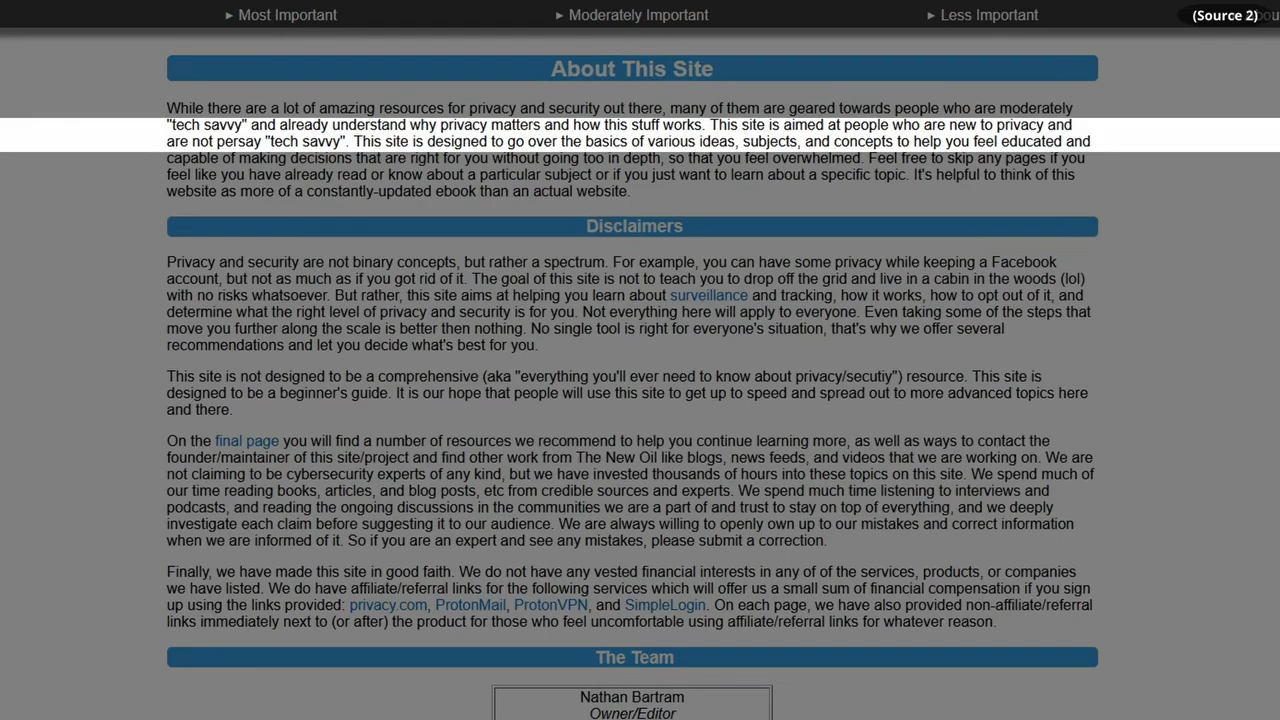 ▸ Most Important ▸ Moderately Important ▸ Less Important (Source 2)
About This Site
While there are a lot of amazing resources for privacy and security out there, many of them are geared towards people who are moderately
"tech savvy" and already understand why privacy matters and how this stuff works. This site is aimed at people who are new to privacy and
are not persay "tech savvy". This site is designed to go over the basics of various ideas, subjects, and concepts to help you feel educated and
capable of making decisions that are right for you without going too in depth, so that you feel overwhelmed. Feel free to skip any pages if you
feel like you have already read or know about a particular subject or if you just want to learn about a specific topic. It's helpful to think of this
website as more of a constantly-updated ebook than an actual website.
Disclaimers
Privacy and security are not binary concepts, but rather a spectrum. For example, you can have some privacy while keeping a Facebook
account, but not as much as if you got rid of it. The goal of this site is not to teach you to drop off the grid and live in a cabin in the woods (lol)
with no risks whatsoever. But rather, this site aims at helping you learn about surveillance and tracking, how it works, how to opt out of it, and
determine what the right level of privacy and security is for you. Not everything here will apply to everyone. Even taking some of the steps that
move you further along the scale is better then nothing. No single tool is right for everyone's situation, that's why we offer several
recommendations and let you decide what's best for you.
This site is not designed to be a comprehensive (aka "everything you'll ever need to know about privacy/secutiy") resource. This site is
designed to be a beginner's guide. It is our hope that people will use this site to get up to speed and spread out to more advanced topics here
and there.
On the final page you will find a number of resources we recommend to help you continue learning more, as well as ways to contact the
founder/maintainer of this site/project and find other work from The New Oil like blogs, news feeds, and videos that we are working on. We are
not claiming to be cybersecurity experts of any kind, but we have invested thousands of hours into these topics on this site. We spend much of
our time reading books, articles, and blog posts, etc from credible sources and experts. We spend much time listening to interviews and
podcasts, and reading the ongoing discussions in the communities we are a part of and trust to stay on top of everything, and we deeply
investigate each claim before suggesting it to our audience. We are always willing to openly own up to our mistakes and correct information
when we are informed of it. So if you are an expert and see any mistakes, please submit a correction.
Finally, we have made this site in good faith. We do not have any vested financial interests in any of of the services, products, or companies
we have listed. We do have affiliate/referral links for the following services which will offer us a small sum of financial compensation if you sign
up using the links provided: privacy.com, ProtonMail, ProtonVPN, and SimpleLogin. On each page, we have also provided non-affiliate/referral
links immediately next to (or after) the product for those who feel uncomfortable using affiliate/referral links for whatever reason.
The Team
Nathan Bartram
Owner/Editor